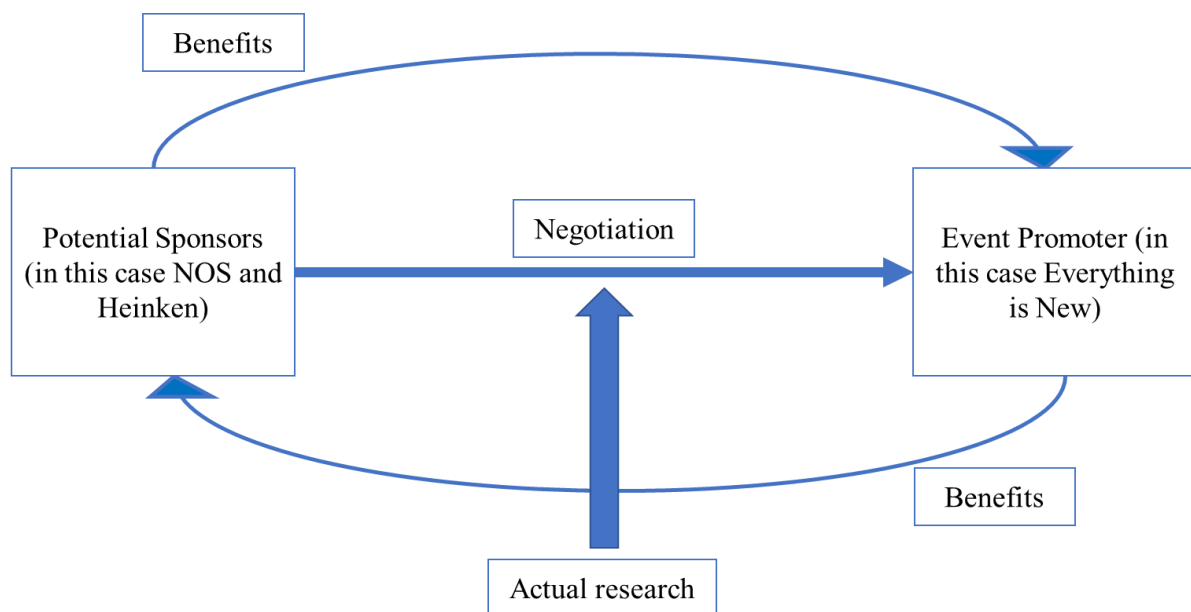 Benefits
Potential Sponsors
(in this case NOS and
Heinken)
Negotiation
Event Promoter (in
this case Everything
is New)
Benefits
Actual research